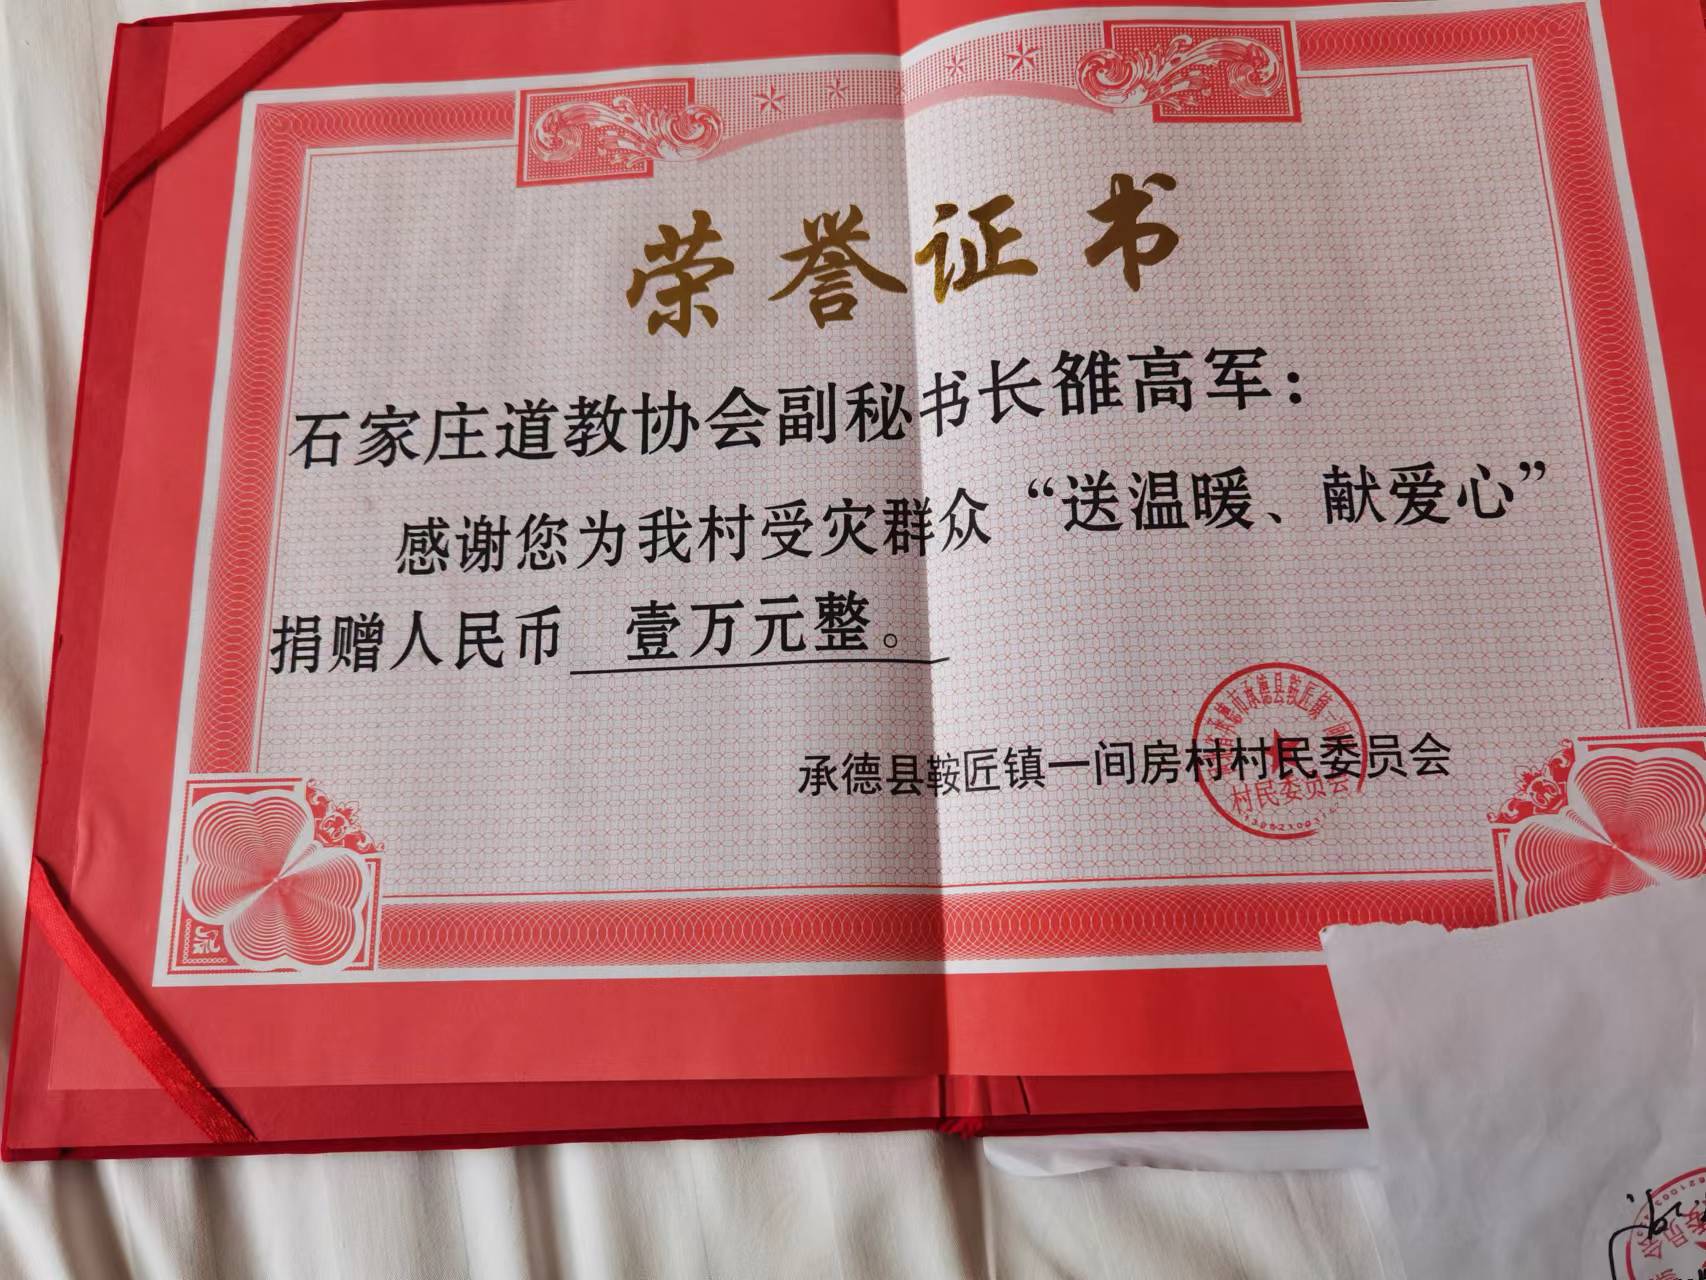 荣誉证书
石家庄道教协会副秘书长雒高军：
感谢您为我村受灾群众“送温暖、献爱心”
捐赠人民币 壹万元整。
承德县鞍匠镇一间房村村民委员会
村民委员会